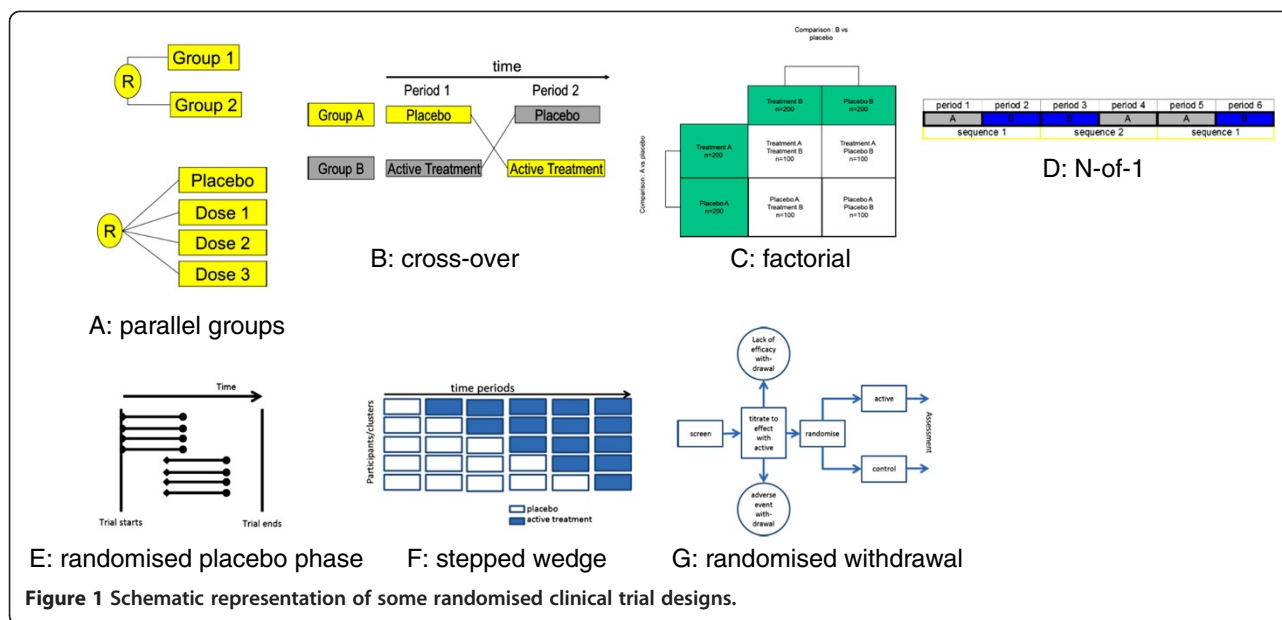 R
Group 1
Group 2
R
Placebo
Dose 1
Dose 2
Dose 3
A: parallel groups
time
Period 1 Period 2
Group A Placebo Placebo
Group B Active Treatment Active Treatment
B: cross-over
Comparison : B vs
placebo
Comparison : A vs placebo
Treatment B
n=200
Placebo B
n=200
Treatment A
n=200
Treatment A
Treatment B
n=100
Treatment A
Placebo B
n=100
Placebo A
n=200
Placebo A
Treatment B
n=100
Placebo A
Placebo B
n=100
C: factorial
period 1 period 2 period 3 period 4 period 5 period 6
A B B A A B
sequence 1 sequence 2 sequence 1
D: N-of-1
Time
Trial starts
Trial ends
E: randomised placebo phase
time periods
Participants/clusters
placebo
active treatment
F: stepped wedge
Lack of
efficacy
with-
drawal
screen
titrate to
effect
with
active
randomise
active
control
Assessment
adverse
event
with-
drawal
G: randomised withdrawal
Figure 1 Schematic representation of some randomised clinical trial designs.